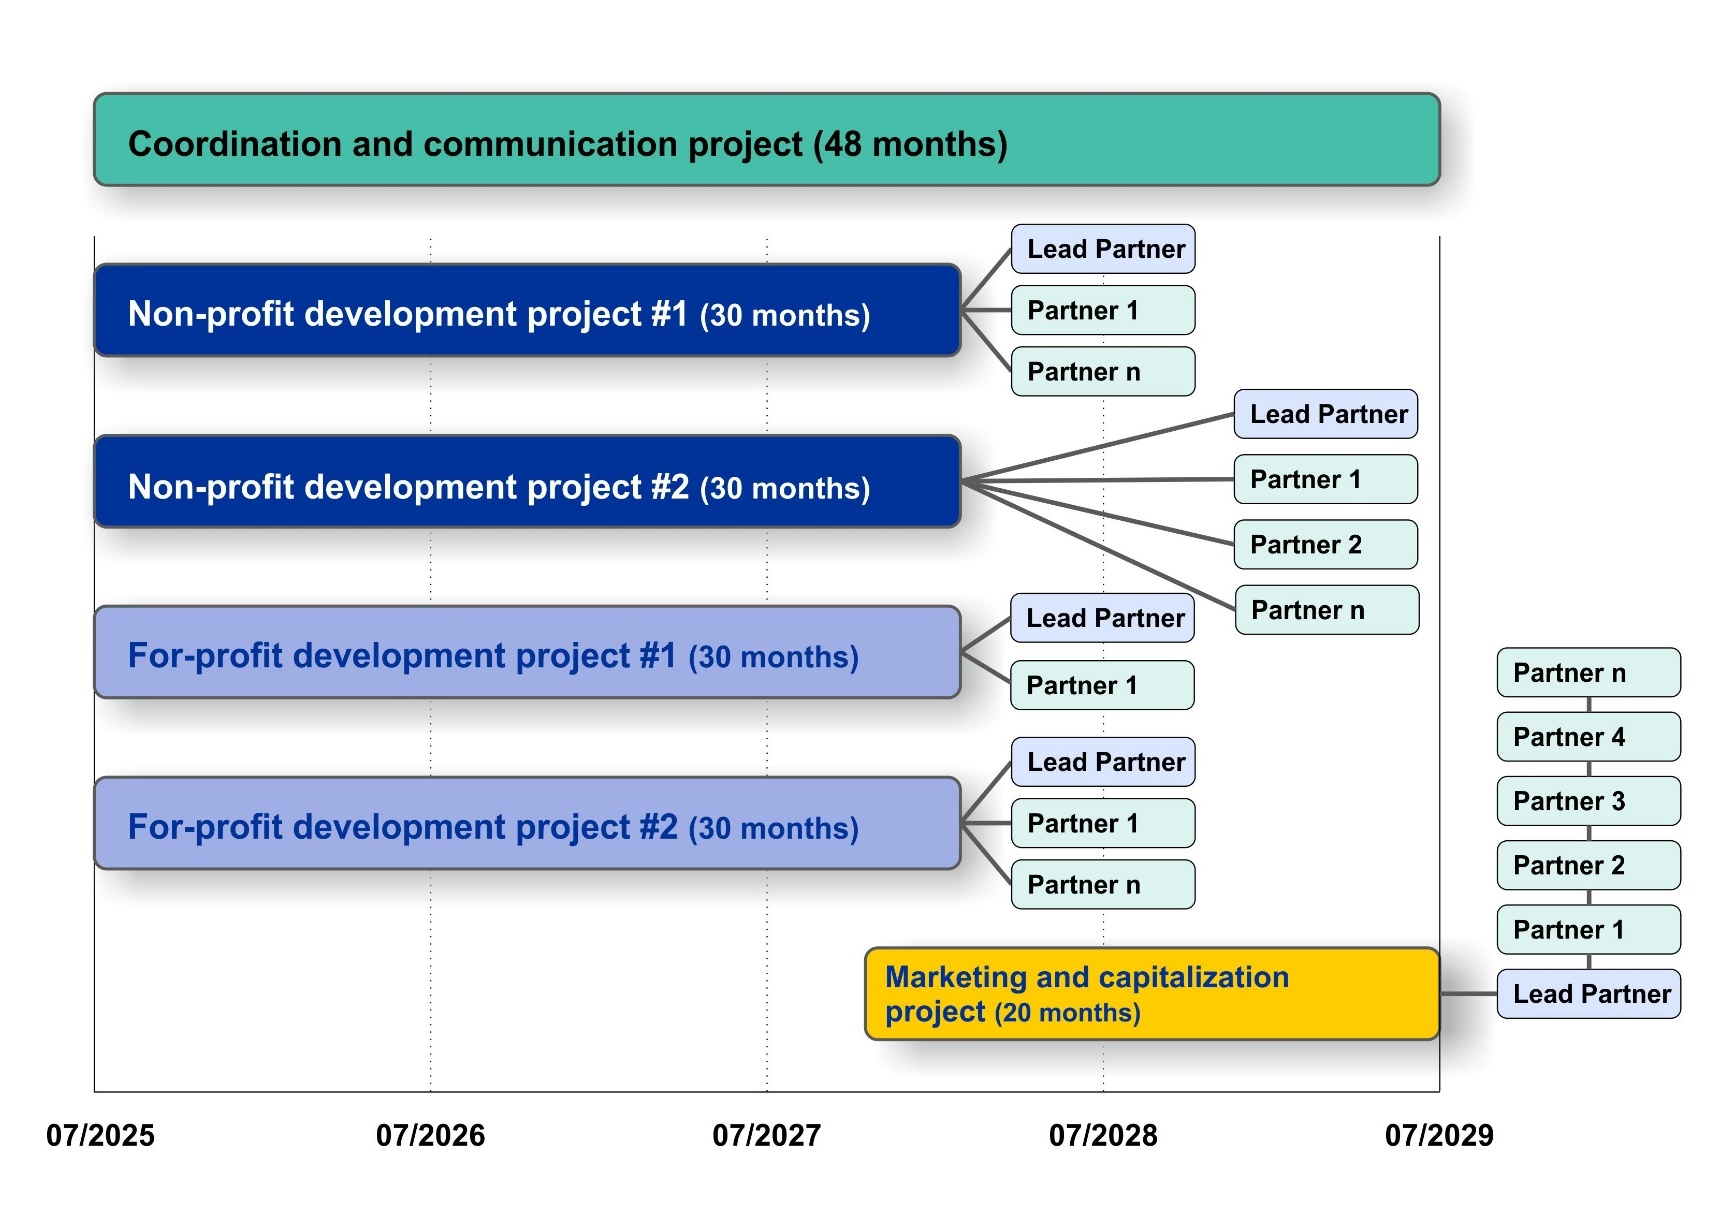 Coordination and communication project (48 months)
Non-profit development project #1 (30 months)
Lead Partner
Partner 1
Partner n
Non-profit development project #2 (30 months)
Lead Partner
Partner 1
Partner 2
Partner n
For-profit development project #1 (30 months)
Lead Partner
Partner 1
For-profit development project #2 (30 months)
Lead Partner
Partner 1
Partner n
Marketing and capitalization
project (20 months)
Partner n
Partner 4
Partner 3
Partner 2
Partner 1
Lead Partner
07/2025
07/2026
07/2027
07/2028
07/2029